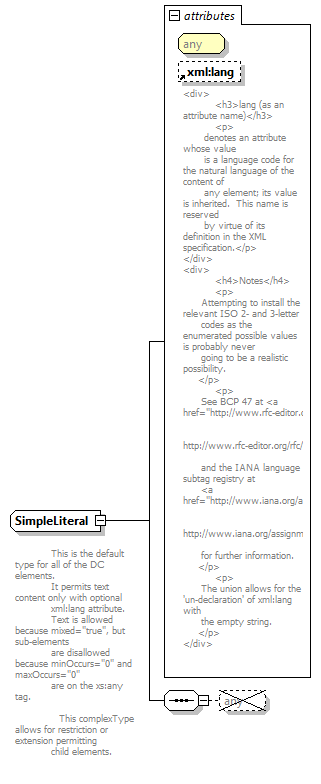 attributes
any
xml:lang
<div>
<h3>lang (as an
attribute name)</h3>
<p>
denotes an attribute
whose value
is a language code for
the natural language of the
content of
any element; its value
is inherited.  This name is
reserved
by virtue of its
definition in the XML
specification.</p>
</div>
<div>
<h4>Notes</h4>
<p>
Attempting to install the
relevant ISO 2- and 3-letter
codes as the
enumerated possible values
is probably never
going to be a realistic
possibility.
</p>
<p>
See BCP 47 at <a
href="http://www.rfc-editor.
http://www.rfc-editor.org/rfc/
and the IANA language
subtag registry at
<a
href="http://www.iana.org/a
http://www.iana.org/assignm
for further information.
</p>
<p>
The union allows for the
'un-declaration' of xml:lang
with
the empty string.
</p>
</div>
SimpleLiteral
This is the default
type for all of the DC
elements.
It permits text
content only with optional
xml:lang attribute.
Text is allowed
because mixed="true", but
sub-elements
are disallowed
because minOccurs="0" and
maxOccurs="0"
are on the xs:any
tag.
This complexType
allows for restriction or
extension permitting
child elements.
any